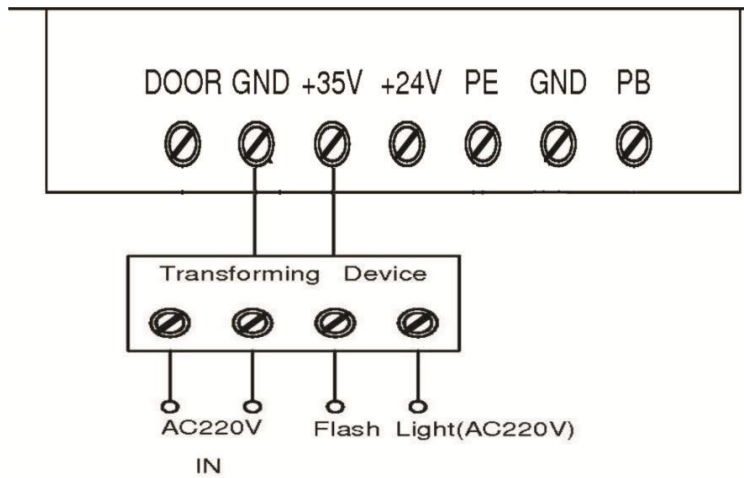 DOOR GND +35V +24V PE GND PB
Transforming Device
AC220V Flash Light(AC220V)
IN